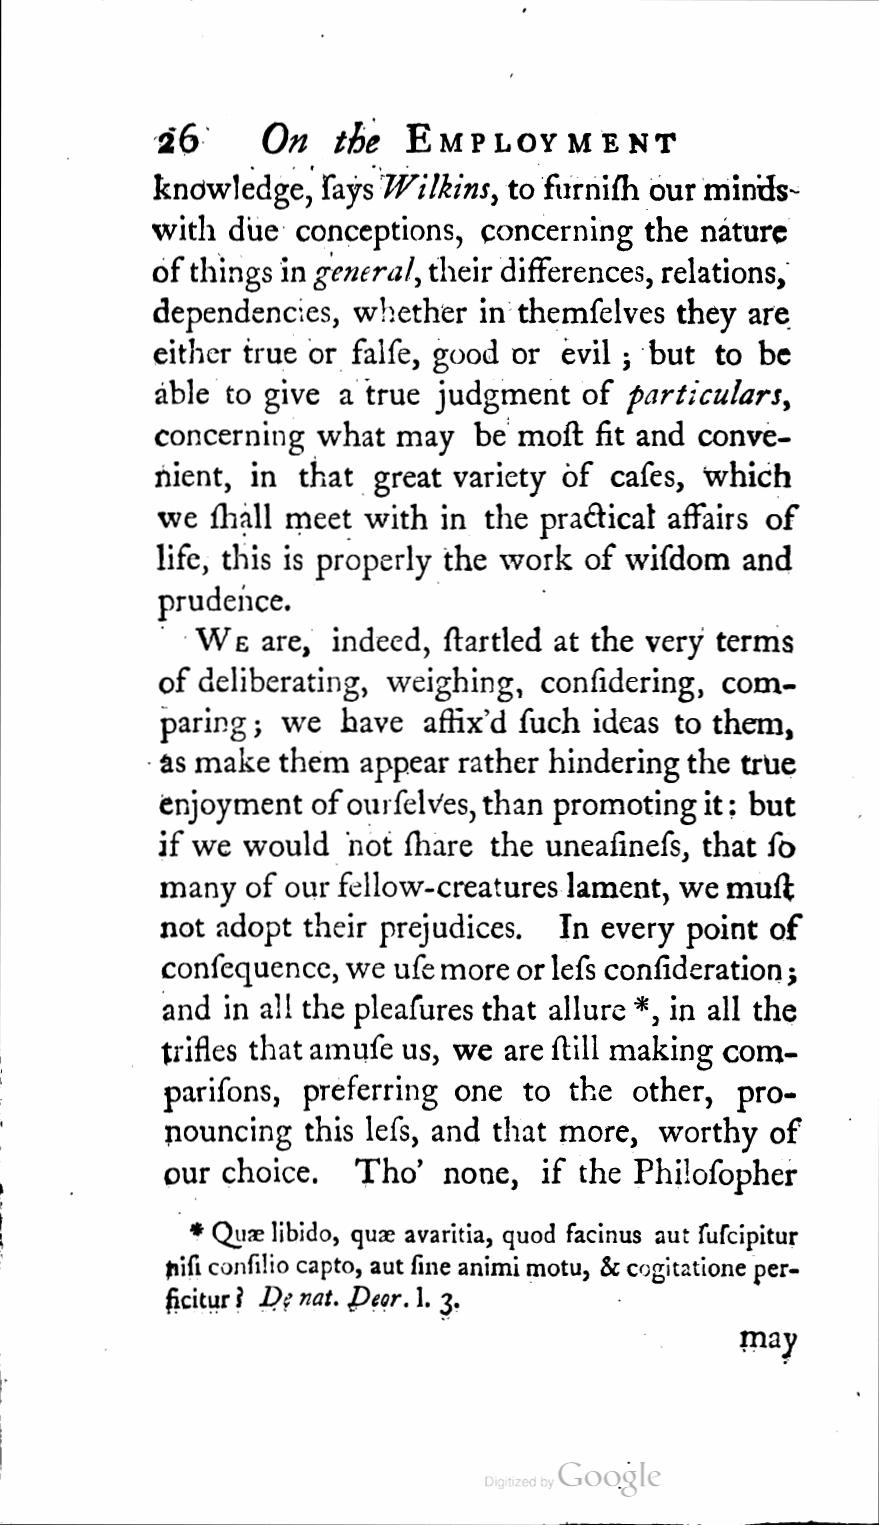 26 On the EMPLOYMENT
knowledge, ſays Wilkins, to furniſh our minds
with due conceptions, concerning the nature
of things in general, their differences, relations,
dependencies, whether in themſelves they are
either true or falſe, good or evil ; but to be
able to give a true judgment of particulars,
concerning what may be moſt fit and conve-
nient, in that great variety of caſes, which
we ſhall meet with in the practical affairs of
life, this is properly the work of wiſdom and
prudence.
WE are, indeed, ſtartled at the very terms
of deliberating, weighing, conſidering, com-
paring ; we have affix'd ſuch ideas to them,
as make them appear rather hindering the true
enjoyment of ourſelves, than promoting it : but
if we would not ſhare the uneaſineſs, that ſo
many of our fellow-creatures lament, we muſt
not adopt their prejudices. In every point of
conſequence, we uſe more or leſs conſideration ;
and in all the pleaſures that allure *, in all the
trifles that amuſe us, we are ſtill making com-
pariſons, preferring one to the other, pro-
nouncing this leſs, and that more, worthy of
our choice. Tho' none, if the Philoſopher
* Quæ libido, quæ avaritia, quod facinus aut ſuſcipitur
niſi conſilio capto, aut ſine animi motu, & cogitatione per-
ficitur ? De nat. Deor. l. 3.
may
Digitized by Google